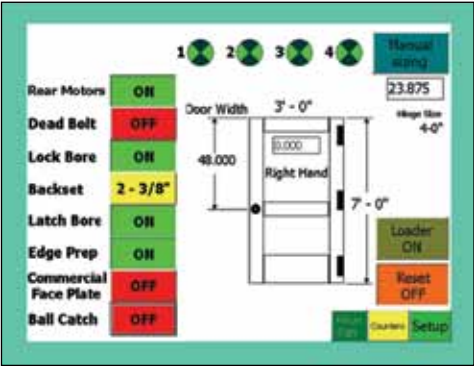 1 2 3 4
Manual
sizing
23.875
Hinge Size
4-0"
Rear Motors ON
Dead Bolt OFF
Lock Bore ON
Backset 2 - 3/8"
Latch Bore ON
Edge Prep ON
Commercial
Face Plate OFF
Ball Catch OFF
Door Width 3' - 0"
48.000
0.000
Right Hand
7' - 0"
Loader
ON
Reset
OFF
Counters
Setup